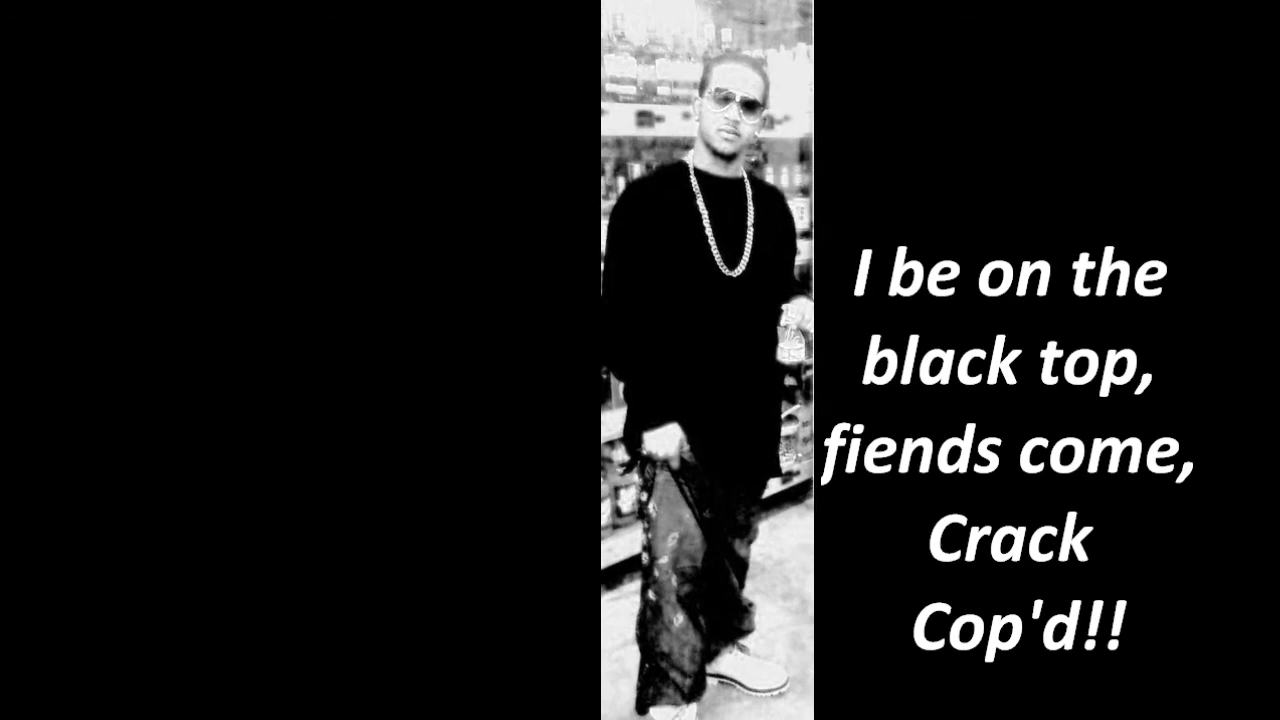 I be on the
black top,
fiends come,
Crack
Cop'd!!